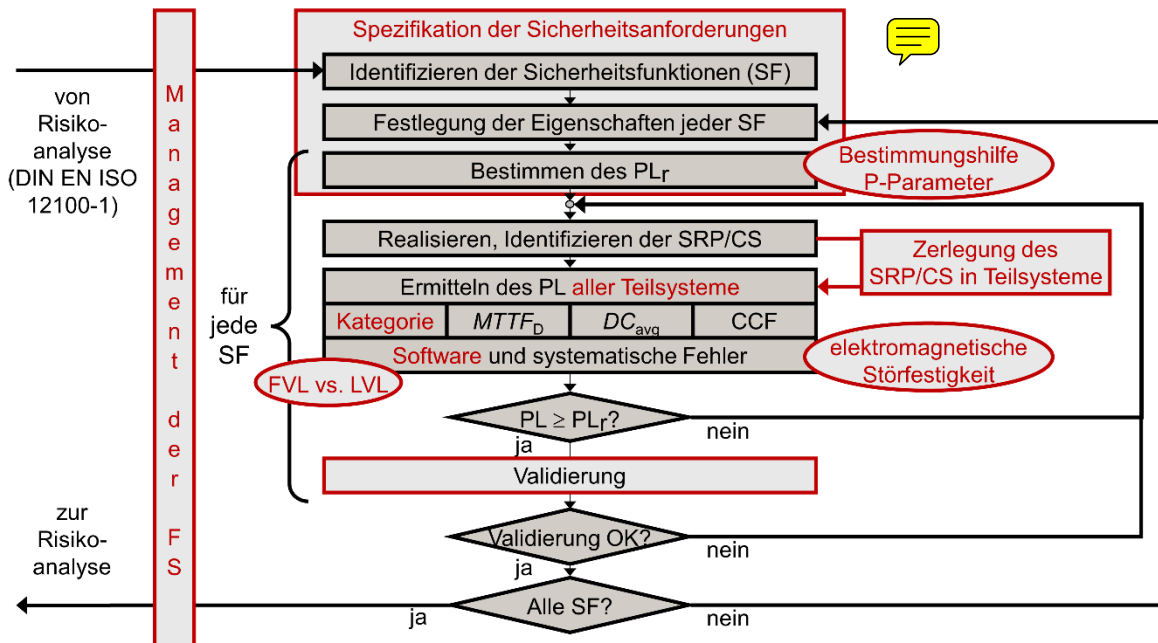 Spezifikation der Sicherheitsanforderungen
Identifizieren der Sicherheitsfunktionen (SF)
von
Risiko-
analyse
(DIN EN ISO
12100-1)
Management der FS
Festlegung der Eigenschaften jeder SF
Bestimmen des PLr
Bestimmungshilfe
P-Parameter
Realisieren, Identifizieren der SRP/CS
Zerlegung des
SRP/CS in Teilsysteme
Ermitteln des PL aller Teilsysteme
Kategorie
MTTFD
DCavg
CCF
Software und systematische Fehler
elektromagnetische
Störfestigkeit
für
jede
SF
FVL vs. LVL
PL ≥ PLr?
nein
ja
Validierung
Validierung OK?
nein
ja
Alle SF?
nein
ja
zur
Risiko-
analyse